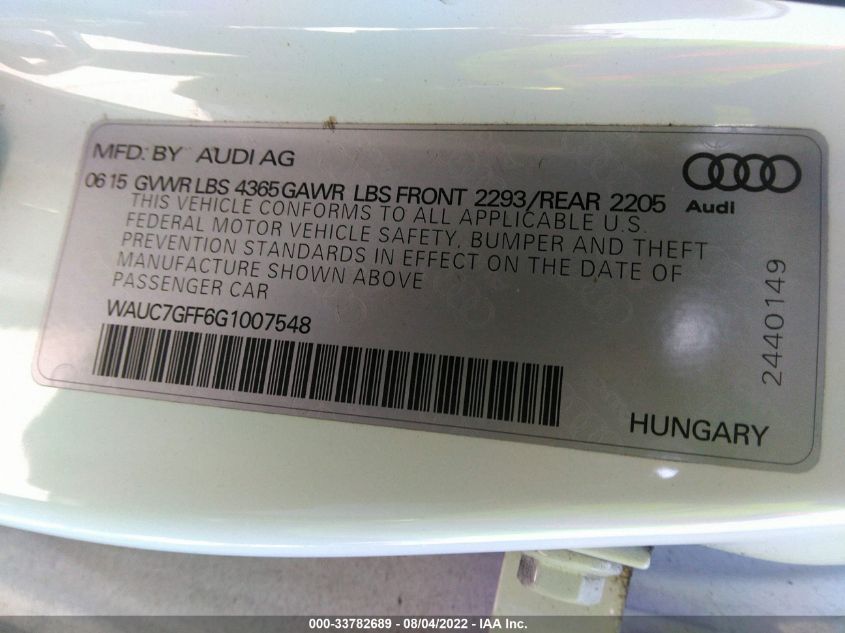 MFD. BY AUDI AG
06 15 GVWR LBS 4365 GAWR LBS FRONT 2293/REAR 2205
THIS VEHICLE CONFORMS TO ALL APPLICABLE U.S.
FEDERAL MOTOR VEHICLE SAFETY, BUMPER AND THEFT
PREVENTION STANDARDS IN EFFECT ON THE DATE OF
MANUFACTURE SHOWN ABOVE
PASSENGER CAR
WAUC7GFF6G1007548
Audi
2440149
HUNGARY
000-33782689 - 08/04/2022 - IAA Inc.